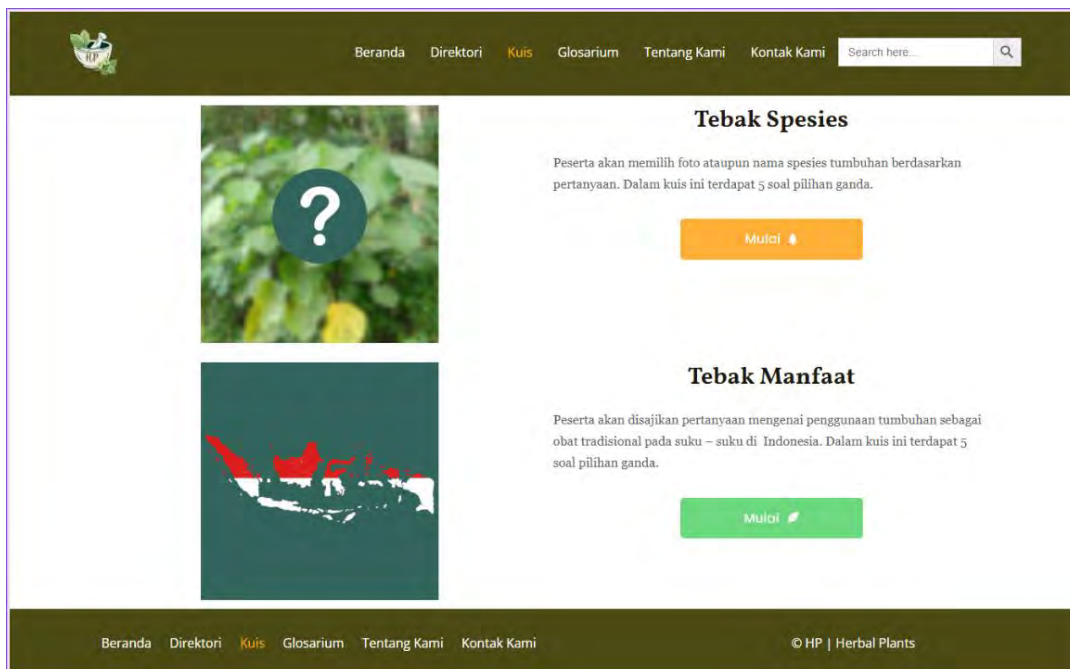 HP
Beranda Direktori Kuis Glosarium Tentang Kami Kontak Kami Search here...
?
Tebak Spesies
Peserta akan memilih foto ataupun nama spesies tumbuhan berdasarkan
pertanyaan. Dalam kuis ini terdapat 5 soal pilihan ganda.
Mulai
Tebak Manfaat
Peserta akan disajikan pertanyaan mengenai penggunaan tumbuhan sebagai
obat tradisional pada suku – suku di Indonesia. Dalam kuis ini terdapat 5
soal pilihan ganda.
Mulai
Beranda Direktori Kuis Glosarium Tentang Kami Kontak Kami
© HP | Herbal Plants